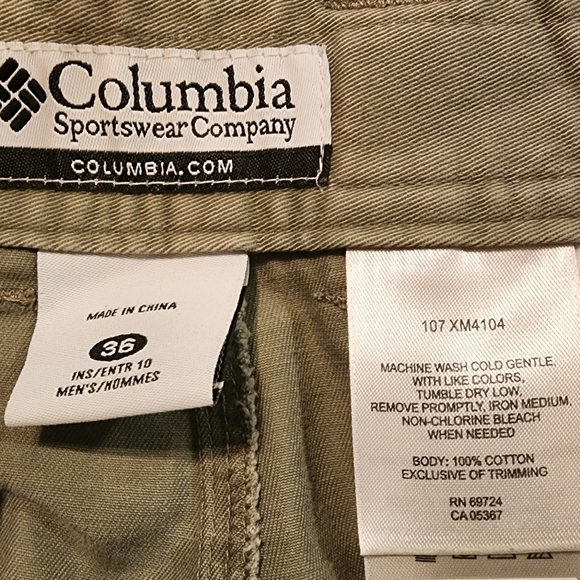 Columbia
Sportswear Company
COLUMBIA.COM
MADE IN CHINA
36
INS/ENTR 10
MEN'S/HOMMES
107 XM4104
MACHINE WASH COLD GENTLE,
WITH LIKE COLORS,
TUMBLE DRY LOW,
REMOVE PROMPTLY, IRON MEDIUM.
NON-CHLORINE BLEACH
WHEN NEEDED
BODY: 100% COTTON
EXCLUSIVE OF TRIMMING
RN 69724
CA 05367